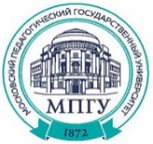 МОСКОВСКИЙ ПЕДАГОГИЧЕСКИЙ ГОСУДАРСТВЕННЫЙ УНИВЕРСИТЕТ
МПГУ
1872